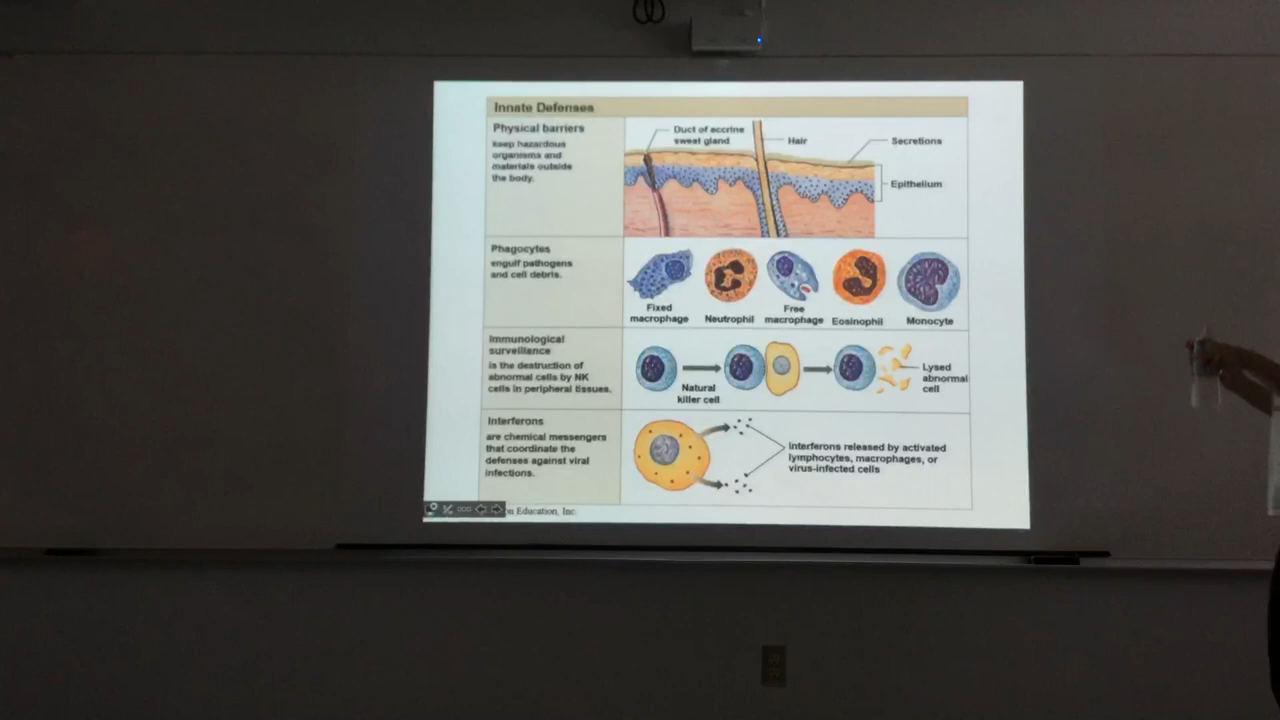 Innate Defenses
Physical barriers
keep hazardous
organisms and
materials outside
the body.
Duct of eccrine
sweat gland
Hair
Secretions
Epithelium
Phagocytes
engulf pathogens
and cell debris.
Fixed
macrophage
Neutrophil
Free
macrophage
Eosinophil
Monocyte
Immunological
surveillance
is the destruction of
abnormal cells by NK
cells in peripheral tissues.
Natural
killer cell
Lysed
abnormal
cell
Interferons
are chemical messengers
that coordinate the
defenses against viral
infections.
Interferons released by activated
lymphocytes, macrophages, or
virus-infected cells
on Education, Inc.